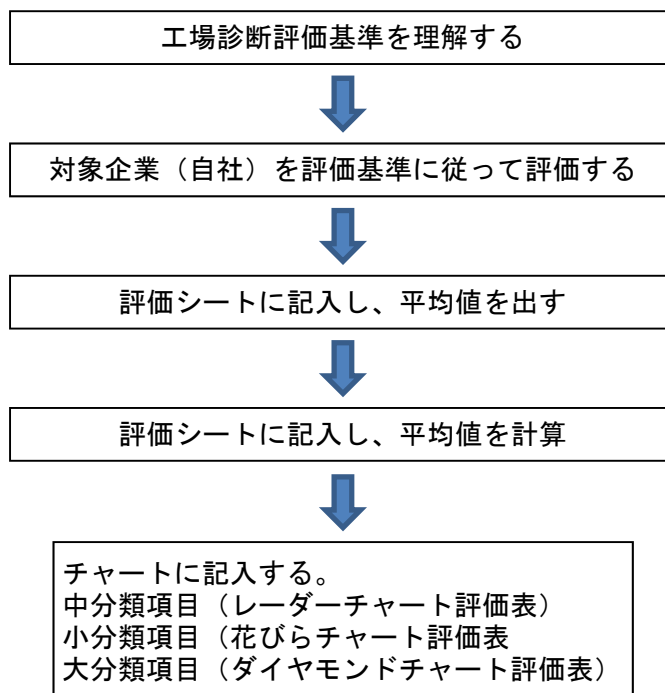 工場診断評価基準を理解する
対象企業（自社）を評価基準に従って評価する
評価シートに記入し、平均値を出す
評価シートに記入し、平均値を計算
チャートに記入する。
中分類項目（レーダーチャート評価表）
小分類項目（花びらチャート評価表
大分類項目（ダイヤモンドチャート評価表）